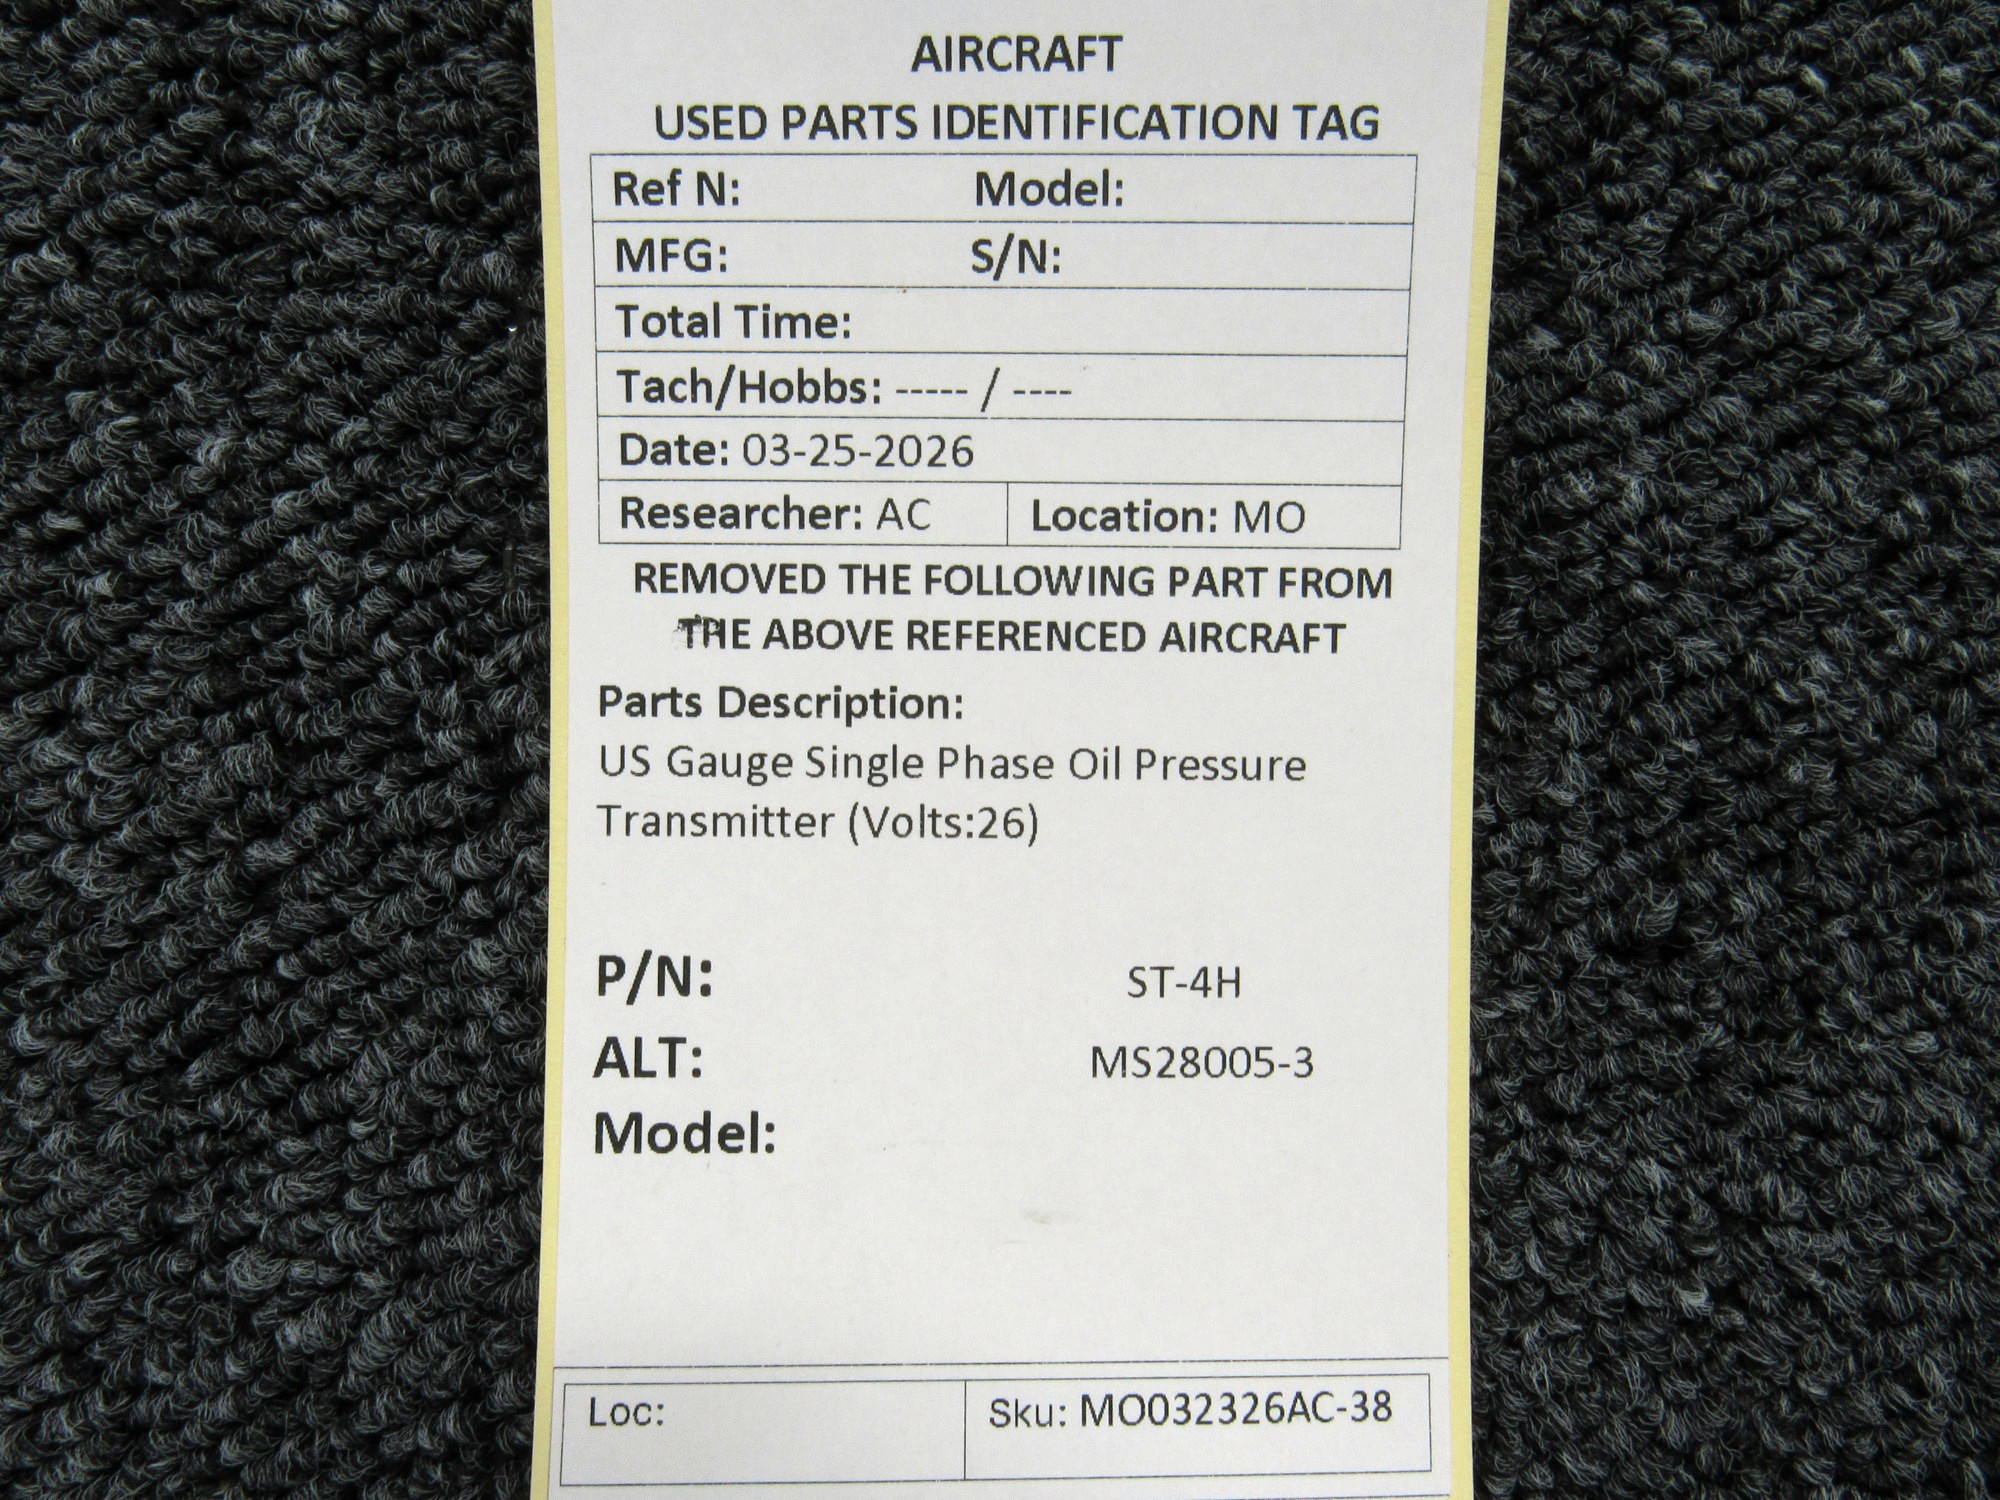 AIRCRAFT
USED PARTS IDENTIFICATION TAG
Ref N: Model:
MFG: S/N:
Total Time:
Tach/Hobbs: ----- / ----
Date: 03-25-2026
Researcher: AC Location: MO
REMOVED THE FOLLOWING PART FROM
THE ABOVE REFERENCED AIRCRAFT
Parts Description:
US Gauge Single Phase Oil Pressure
Transmitter (Volts:26)
P/N: ST-4H
ALT: MS28005-3
Model:
Loc: Sku: MO032326AC-38